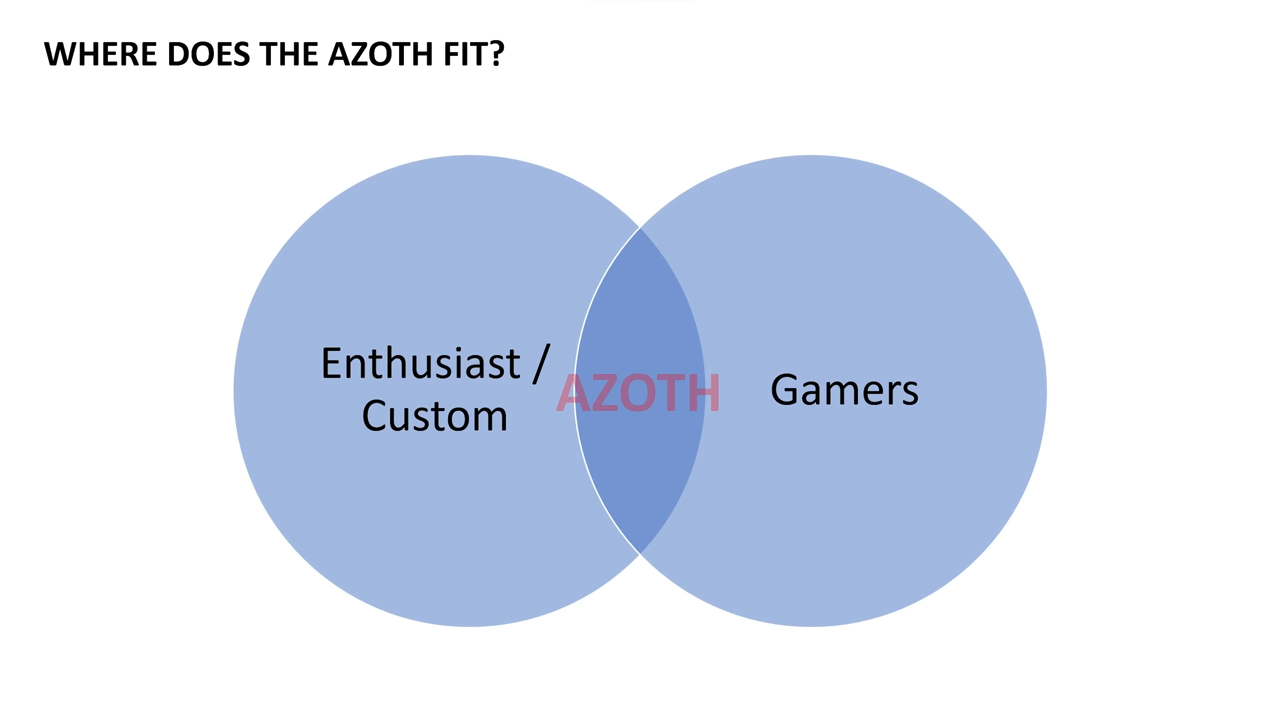 WHERE DOES THE AZOTH FIT?
Enthusiast /
Custom
AZOTH
Gamers